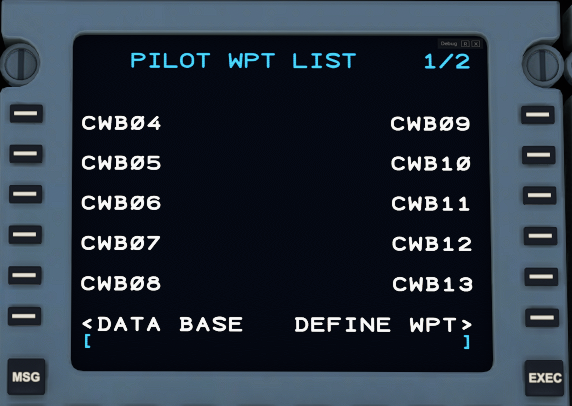 Debug
PILOT WPT LIST 1/2
CWB04 CWB09
CWB05 CWB10
CWB06 CWB11
CWB07 CWB12
CWB08 CWB13
<DATA BASE DEFINE WPT>
[ ]
MSG EXEC